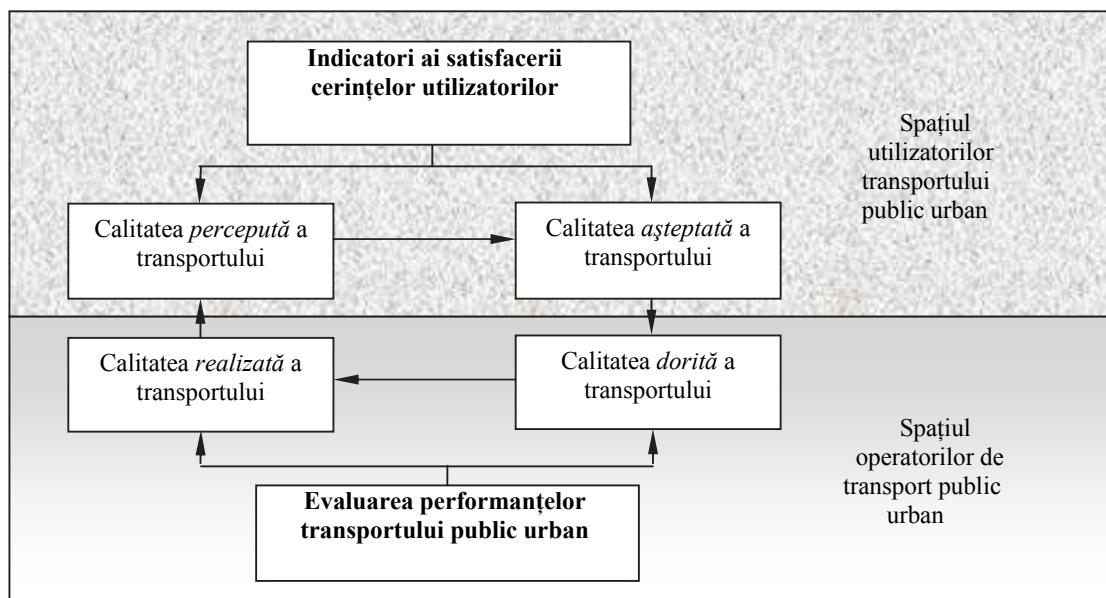 Indicatori ai satisfacerii
cerințelor utilizatorilor
Spațiul
utilizatorilor
transportului
public urban
Calitatea percepută a
transportului
Calitatea aşteptată a
transportului
Calitatea realizată a
transportului
Calitatea dorită a
transportului
Spațiul
operatorilor de
transport public
urban
Evaluarea performanțelor
transportului public urban